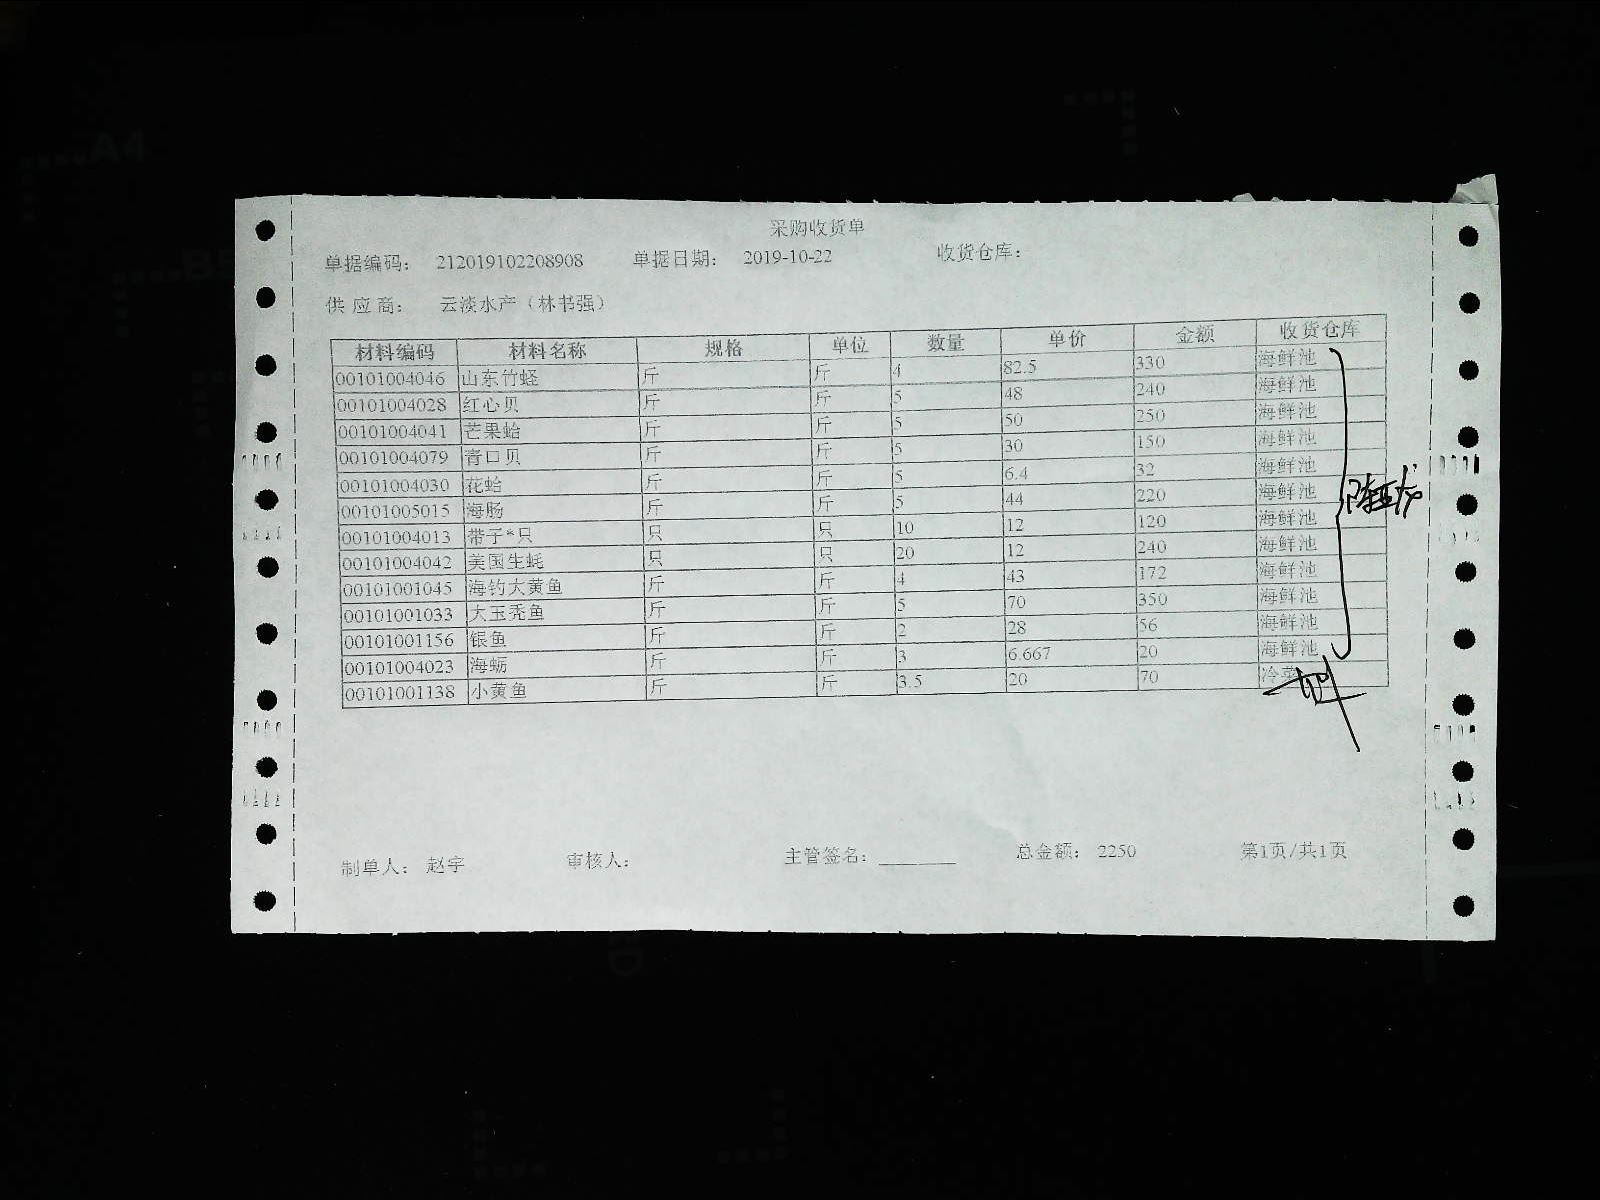 采购收货单
单据编码： 212019102208908 单据日期： 2019-10-22 收货仓库：
供 应 商： 云淡水产（林书强）
材料编码 材料名称 规格 单位 数量 单价 金额 收货仓库
00101004046 山东竹蛏 斤 斤 4 82.5 330 海鲜池
00101004028 红心贝 斤 斤 5 48 240 海鲜池
00101004041 芒果蛤 斤 斤 5 50 250 海鲜池
00101004079 青口贝 斤 斤 5 30 150 海鲜池
00101004030 花蛤 斤 斤 5 6.4 32 海鲜池
00101005015 海肠 斤 斤 5 44 220 海鲜池
00101004013 带子*只 只 只 10 12 120 海鲜池
00101004042 美国生蚝 只 只 20 12 240 海鲜池
00101001045 海钓大黄鱼 斤 斤 4 43 172 海鲜池
00101001033 大玉秃鱼 斤 斤 5 70 350 海鲜池
00101001156 银鱼 斤 斤 2 28 56 海鲜池
00101004023 海蛎 斤 斤 3 6.667 20 海鲜池
00101001138 小黄鱼 斤 斤 3.5 20 70 冷菜
制单人： 赵宇 审核人： 主管签名： 总金额： 2250 第1页/共1页